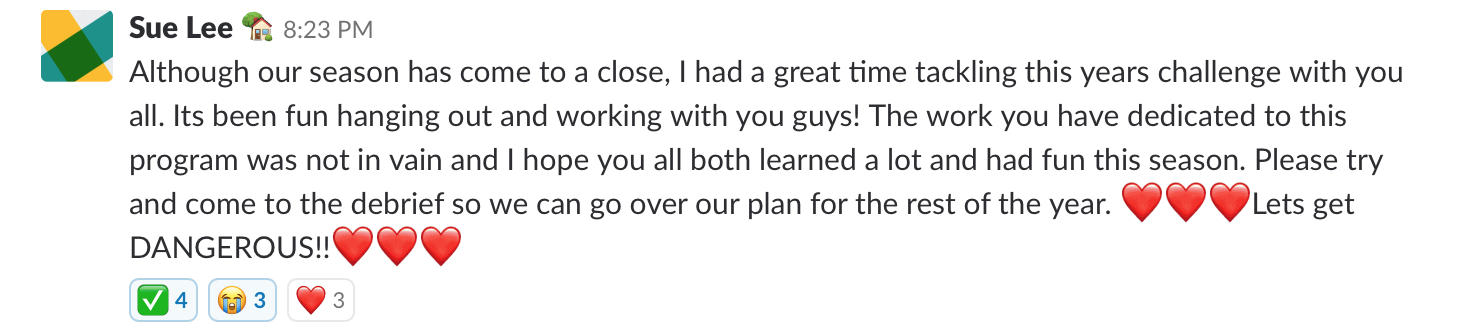 Sue Lee 🏡 8:23 PM
Although our season has come to a close, I had a great time tackling this years challenge with you
all. Its been fun hanging out and working with you guys! The work you have dedicated to this
program was not in vain and I hope you all both learned a lot and had fun this season. Please try
and come to the debrief so we can go over our plan for the rest of the year. ❤️❤️❤️Lets get
DANGEROUS!!❤️❤️❤️
✅ 4 😭 3 ❤️ 3